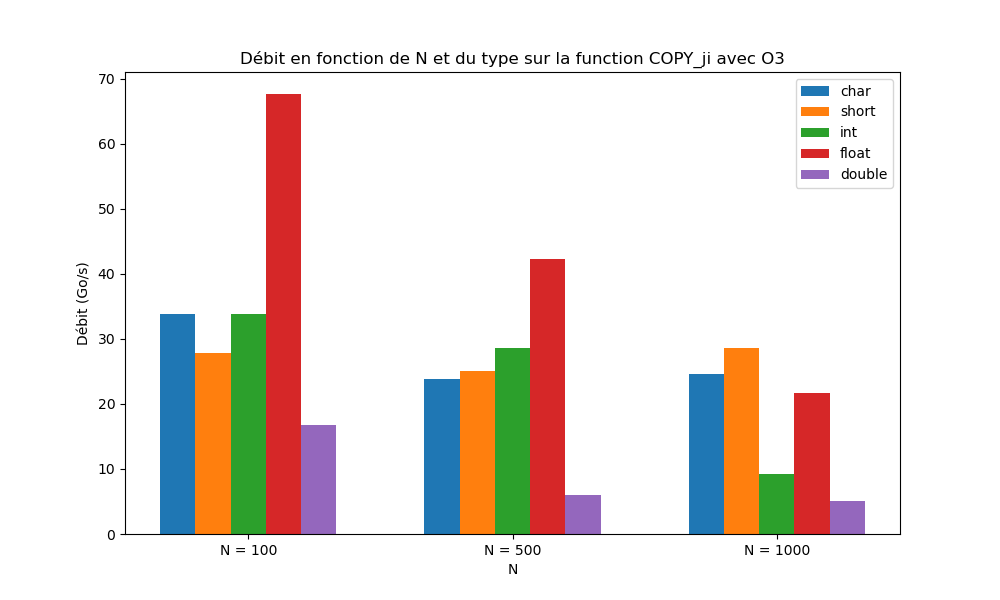 Débit en fonction de N et du type sur la function COPY_ji avec O3
70
60
50
40
30
20
10
0
Débit (Go/s)
char
short
int
float
double
N = 100
N = 500
N = 1000
N